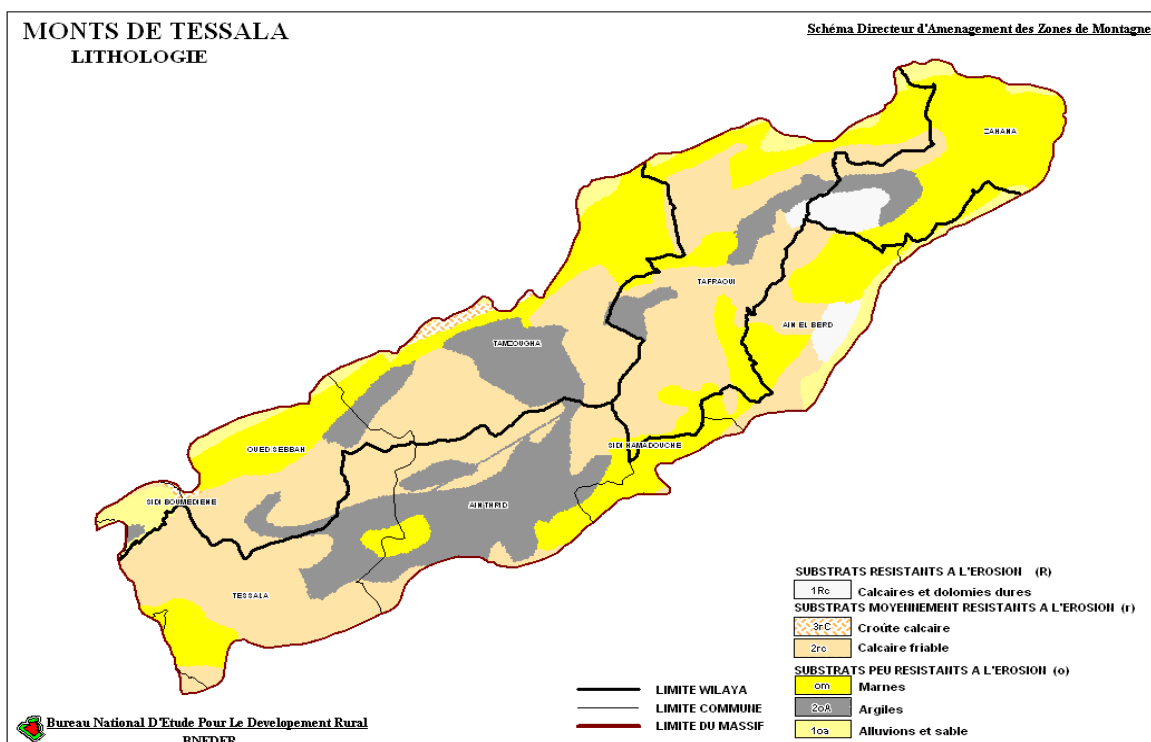 MONTS DE TESSALA
LITHOLOGIE
Schéma Directeur d'Amenagement des Zones de Montagne
ZAHANA
TAFRAOUI
AIN EL BERD
TAMZOUGHA
OUED SEBBAH
SIDI HAMADOUCHE
SIDI BOUMEDIENE
AIN THRID
TESSALA
SUBSTRATS RESISTANTS A L'EROSION (R)
1Rc Calcaires et dolomies dures
SUBSTRATS MOYENNEMENT RESISTANTS A L'EROSION (r)
3rC Croûte calcaire
2rc Calcaire friable
SUBSTRATS PEU RESISTANTS A L'EROSION (o)
om Marnes
2oA Argiles
1oa Alluvions et sable
LIMITE WILAYA
LIMITE COMMUNE
LIMITE DU MASSIF
Bureau National D'Etude Pour Le Developement Rural
BNEDER